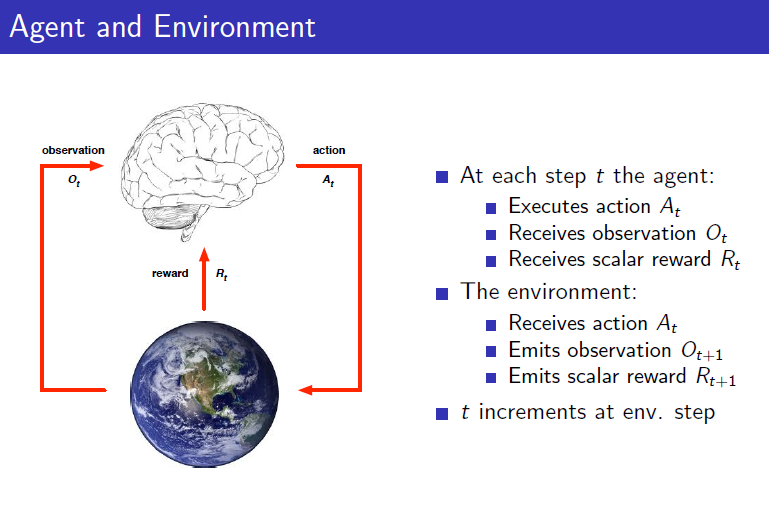 Agent and Environment
observation
O_t
action
A_t
reward R_t
At each step t the agent:
Executes action A_t
Receives observation O_t
Receives scalar reward R_t
The environment:
Receives action A_t
Emits observation O_{t+1}
Emits scalar reward R_{t+1}
t increments at env. step